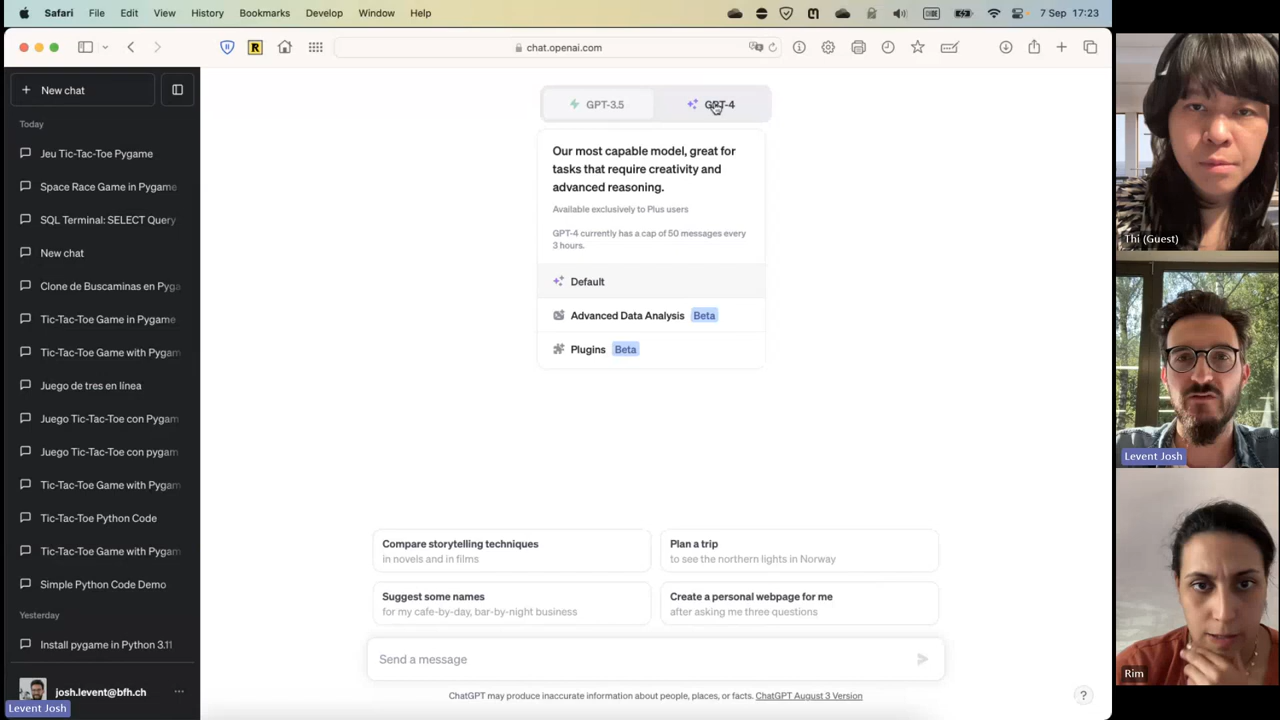 Safari File Edit View History Bookmarks Develop Window Help 7 Sep 17:23
chat.openai.com
New chat
Today
Jeu Tic-Tac-Toe Pygame
Space Race Game in Pygame
SQL Terminal: SELECT Query
New chat
Clone de Buscaminas en Pyga
Tic-Tac-Toe Game in Pygame
Tic-Tac-Toe Game with Pygam
Juego de tres en línea
Juego Tic-Tac-Toe con Pygam
Juego Tic-Tac-Toe con pygam
Tic-Tac-Toe Game with Pygam
Tic-Tac-Toe Python Code
Tic-Tac-Toe Game with Pygam
Simple Python Code Demo
Yesterday
Install pygame in Python 3.11
josh.levent@bfh.ch
Levent Josh
GPT-3.5
GPT-4
Our most capable model, great for
tasks that require creativity and
advanced reasoning.
Available exclusively to Plus users
GPT-4 currently has a cap of 50 messages every
3 hours.
Default
Advanced Data Analysis Beta
Plugins Beta
Compare storytelling techniques
in novels and in films
Plan a trip
to see the northern lights in Norway
Suggest some names
for my cafe-by-day, bar-by-night business
Create a personal webpage for me
after asking me three questions
Send a message
ChatGPT may produce inaccurate information about people, places, or facts. ChatGPT August 3 Version
?
Thi (Guest)
Levent Josh
Rim